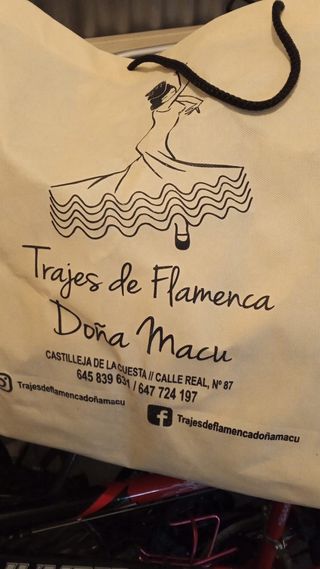 Trajes de Flamenca
Doña Macu
CASTILLEJA DE LA CUESTA // CALLE REAL, Nº 87
645 839 631 / 647 724 197
Trajesdeflamencadoñamacu
Trajesdeflamencadoñamacu